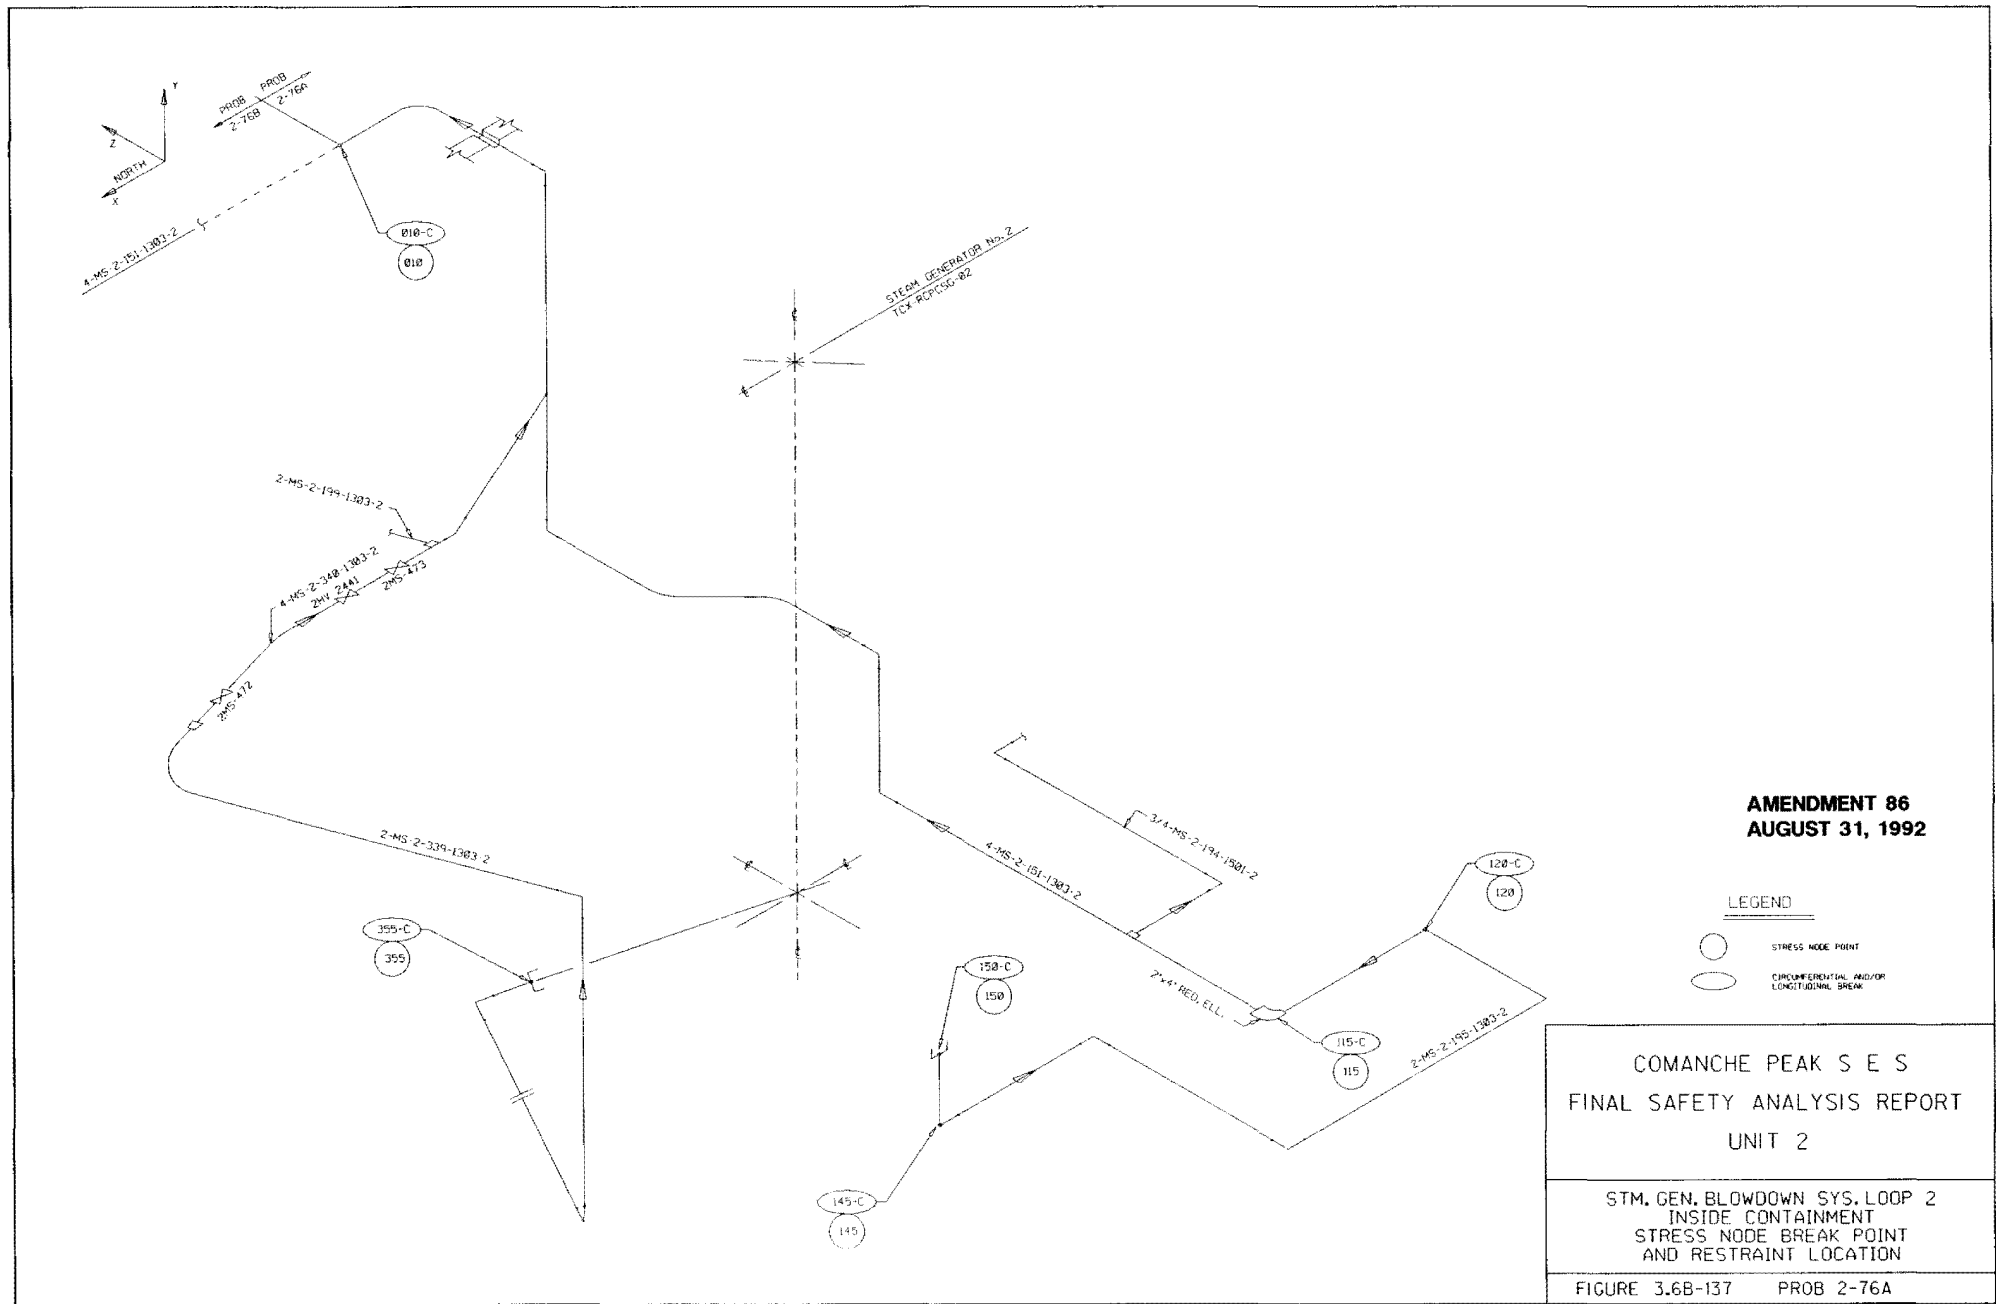 Y
Z
NORTH
X
PROB PROB
2-76B 2-76A
4-MS-2-151-1303-2
010-C
010
STEAM GENERATOR No. 2
TCX-RCPCSG-02
2-MS-2-199-1303-2
4-MS-2-340-1303-2
2HV 2441
2MS-473
2MS-472
2-MS-2-339-1303-2
355-C
355
3/4-MS-2-194-1501-2
4-MS-2-151-1303-2
120-C
120
150-C
150
2"x4" RED. ELL.
115-C
115
2-MS-2-195-1303-2
145-C
145
AMENDMENT 86
AUGUST 31, 1992
LEGEND
STRESS NODE POINT
CIRCUMFERENTIAL AND/OR
LONGITUDINAL BREAK
COMANCHE PEAK S E S
FINAL SAFETY ANALYSIS REPORT
UNIT 2
STM. GEN. BLOWDOWN SYS. LOOP 2
INSIDE CONTAINMENT
STRESS NODE BREAK POINT
AND RESTRAINT LOCATION
FIGURE 3.6B-137 PROB 2-76A